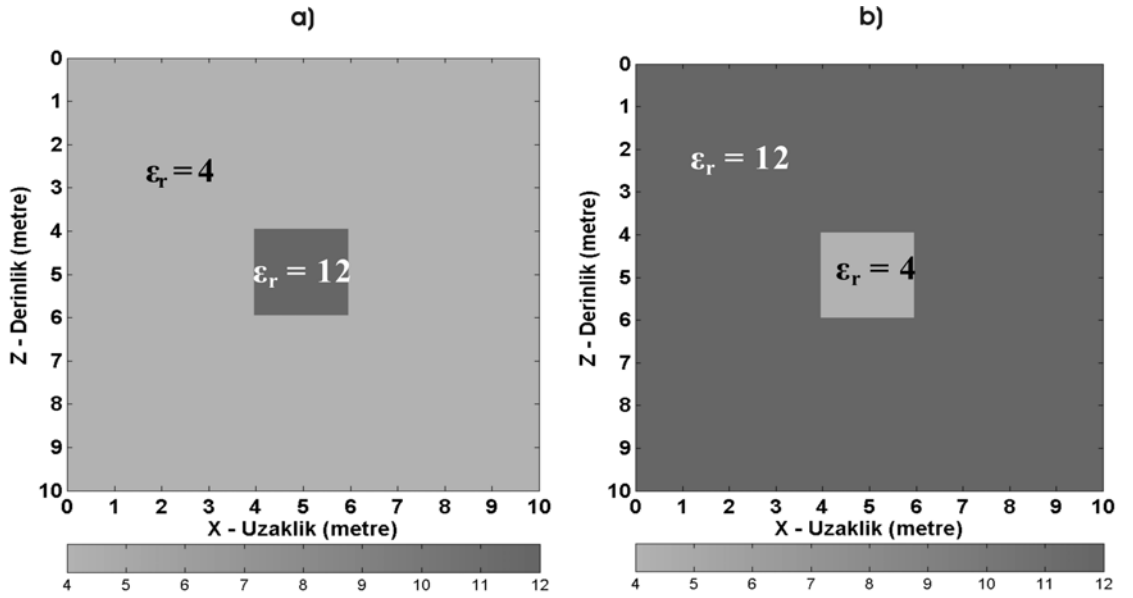 a)
0
1
2
3
4
5
6
7
8
9
10
Z - Derinlik (metre)
εr = 4
εr = 12
0 1 2 3 4 5 6 7 8 9 10
X - Uzaklik (metre)
4 5 6 7 8 9 10 11 12
b)
0
1
2
3
4
5
6
7
8
9
10
Z - Derinlik (metre)
εr = 12
εr = 4
0 1 2 3 4 5 6 7 8 9 10
X - Uzaklik (metre)
4 5 6 7 8 9 10 11 12